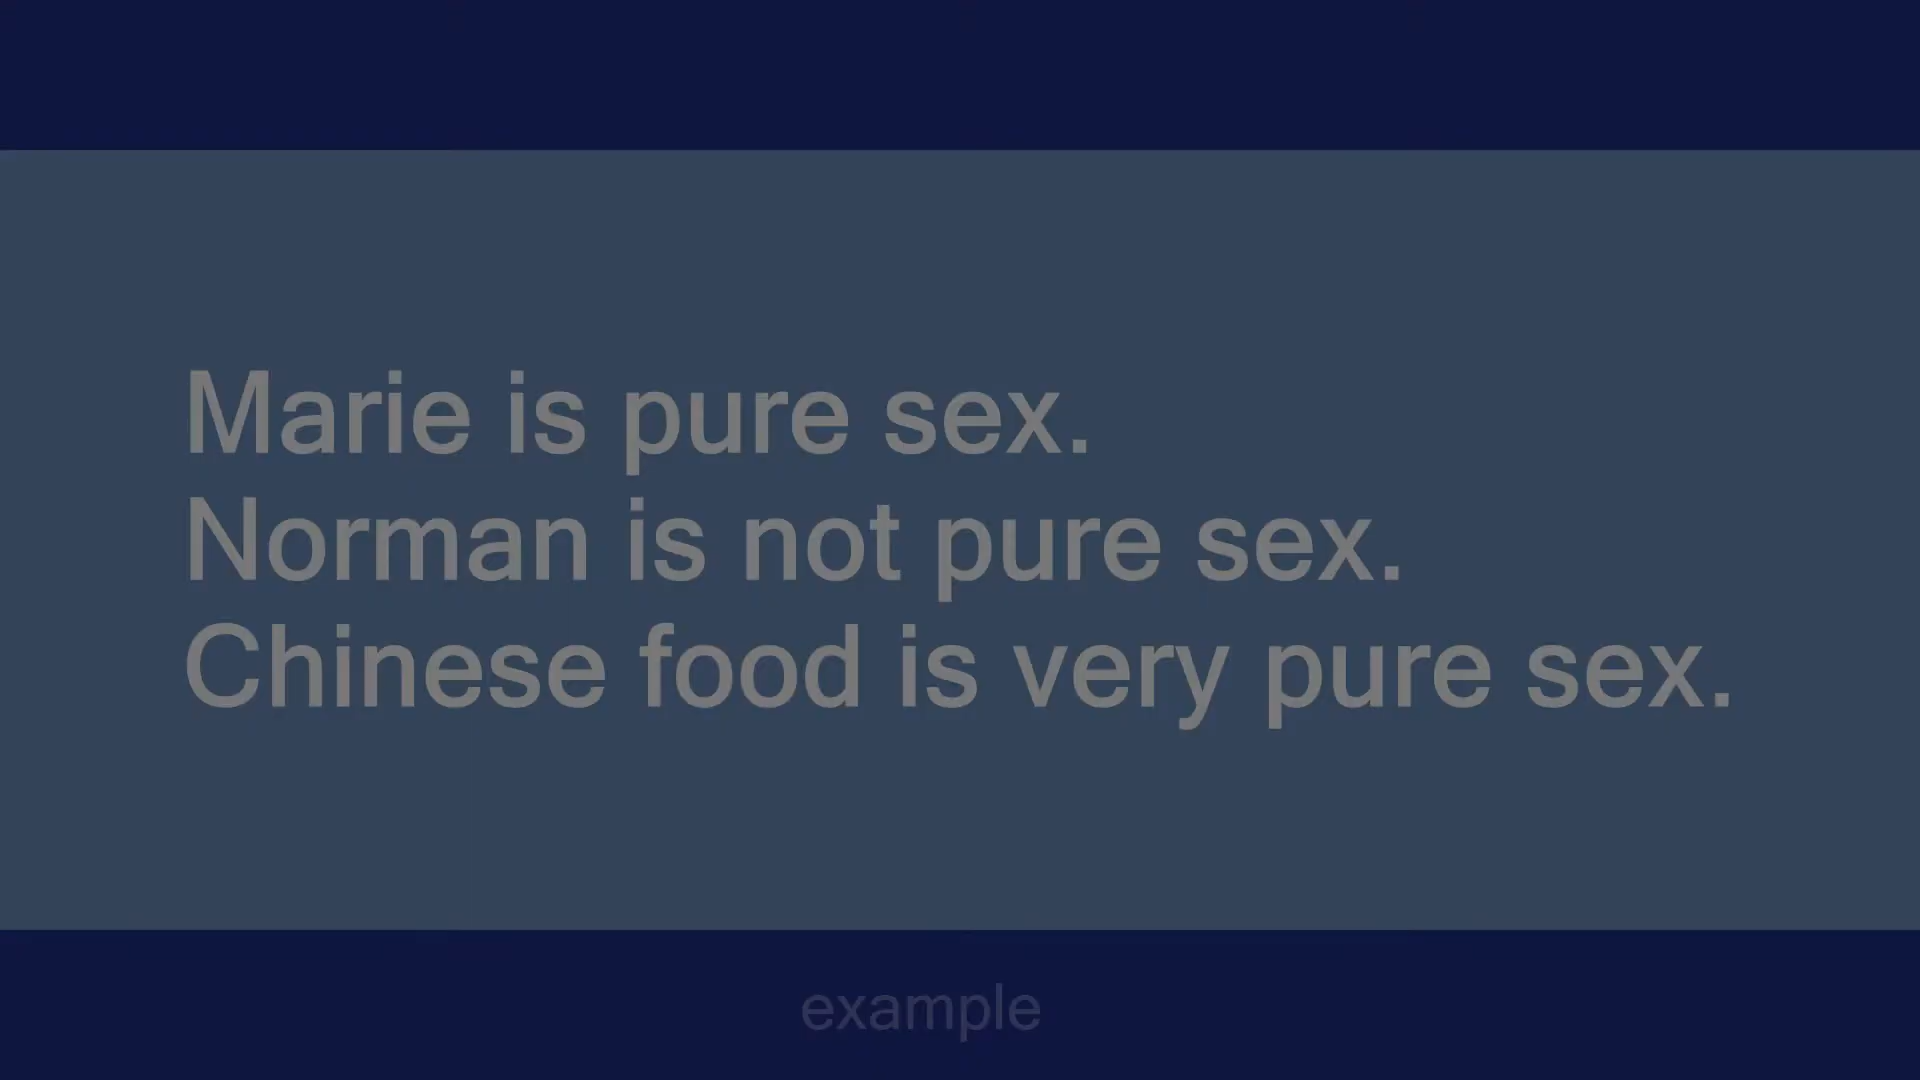 Marie is pure sex.
Norman is not pure sex.
Chinese food is very pure sex.
example